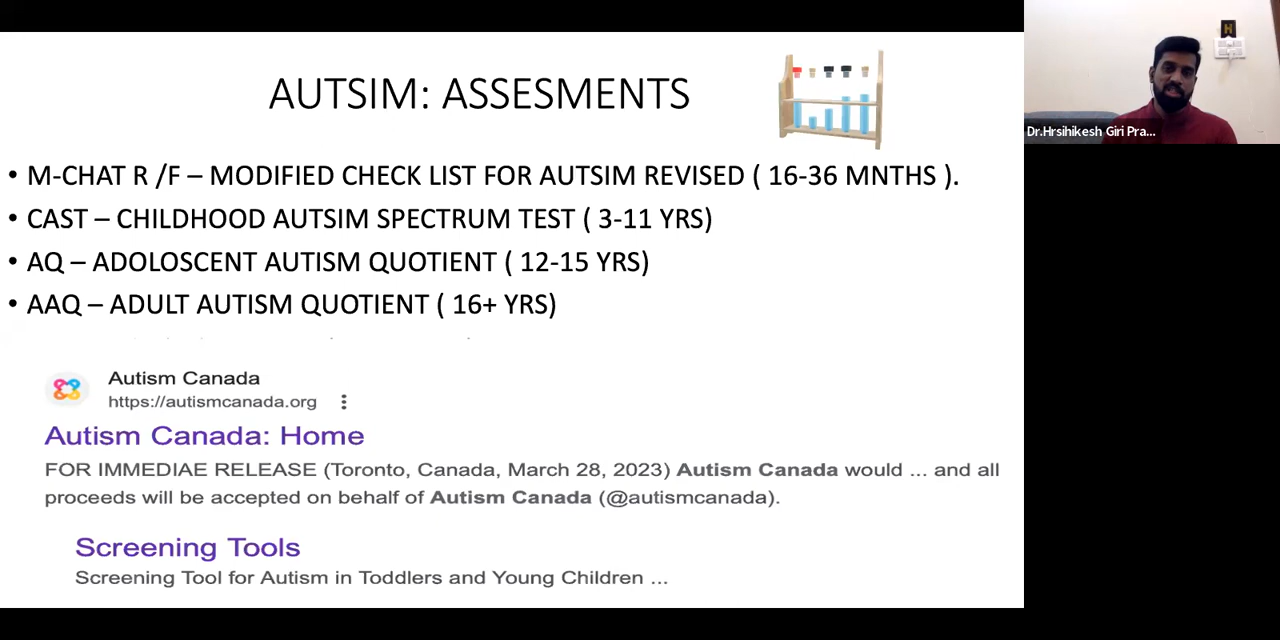 AUTSIM: ASSESMENTS
• M-CHAT R /F – MODIFIED CHECK LIST FOR AUTSIM REVISED ( 16-36 MNTHS ).
• CAST – CHILDHOOD AUTSIM SPECTRUM TEST ( 3-11 YRS)
• AQ – ADOLOSCENT AUTISM QUOTIENT ( 12-15 YRS)
• AAQ – ADULT AUTISM QUOTIENT ( 16+ YRS)
Autism Canada
https://autismcanada.org
Autism Canada: Home
FOR IMMEDIAE RELEASE (Toronto, Canada, March 28, 2023) Autism Canada would ... and all
proceeds will be accepted on behalf of Autism Canada (@autismcanada).
Screening Tools
Screening Tool for Autism in Toddlers and Young Children ...
H
Dr.Hrsihikesh Giri Pra...